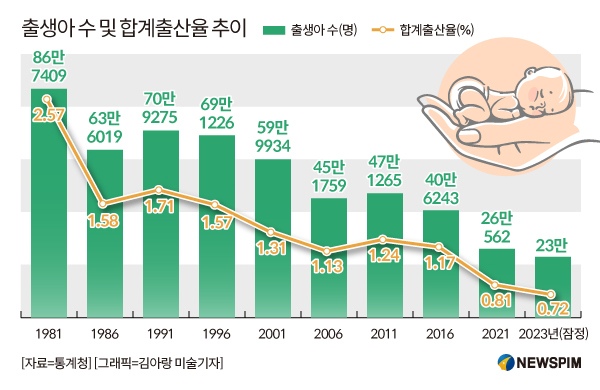 출생아 수 및 합계출산율 추이
출생아 수(명) 합계출산율(%)
86만
7409
63만
6019
70만
9275
69만
1226
59만
9934
45만
1759
47만
1265
40만
6243
26만
562
23만
2.57
1.58
1.71
1.57
1.31
1.13
1.24
1.17
0.81
0.72
1981 1986 1991 1996 2001 2006 2011 2016 2021 2023년(잠정)
[자료=통계청] [그래픽=김아랑 미술기자]
NEWSPIM